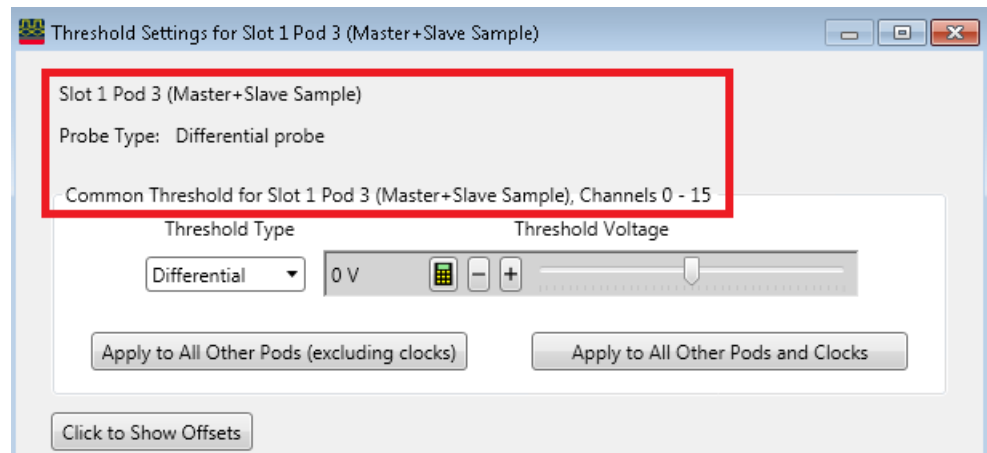 Threshold Settings for Slot 1 Pod 3 (Master+Slave Sample)
Slot 1 Pod 3 (Master+Slave Sample)
Probe Type: Differential probe
Common Threshold for Slot 1 Pod 3 (Master+Slave Sample), Channels 0 - 15
Threshold Type Threshold Voltage
Differential 0 V - +
Apply to All Other Pods (excluding clocks) Apply to All Other Pods and Clocks
Click to Show Offsets